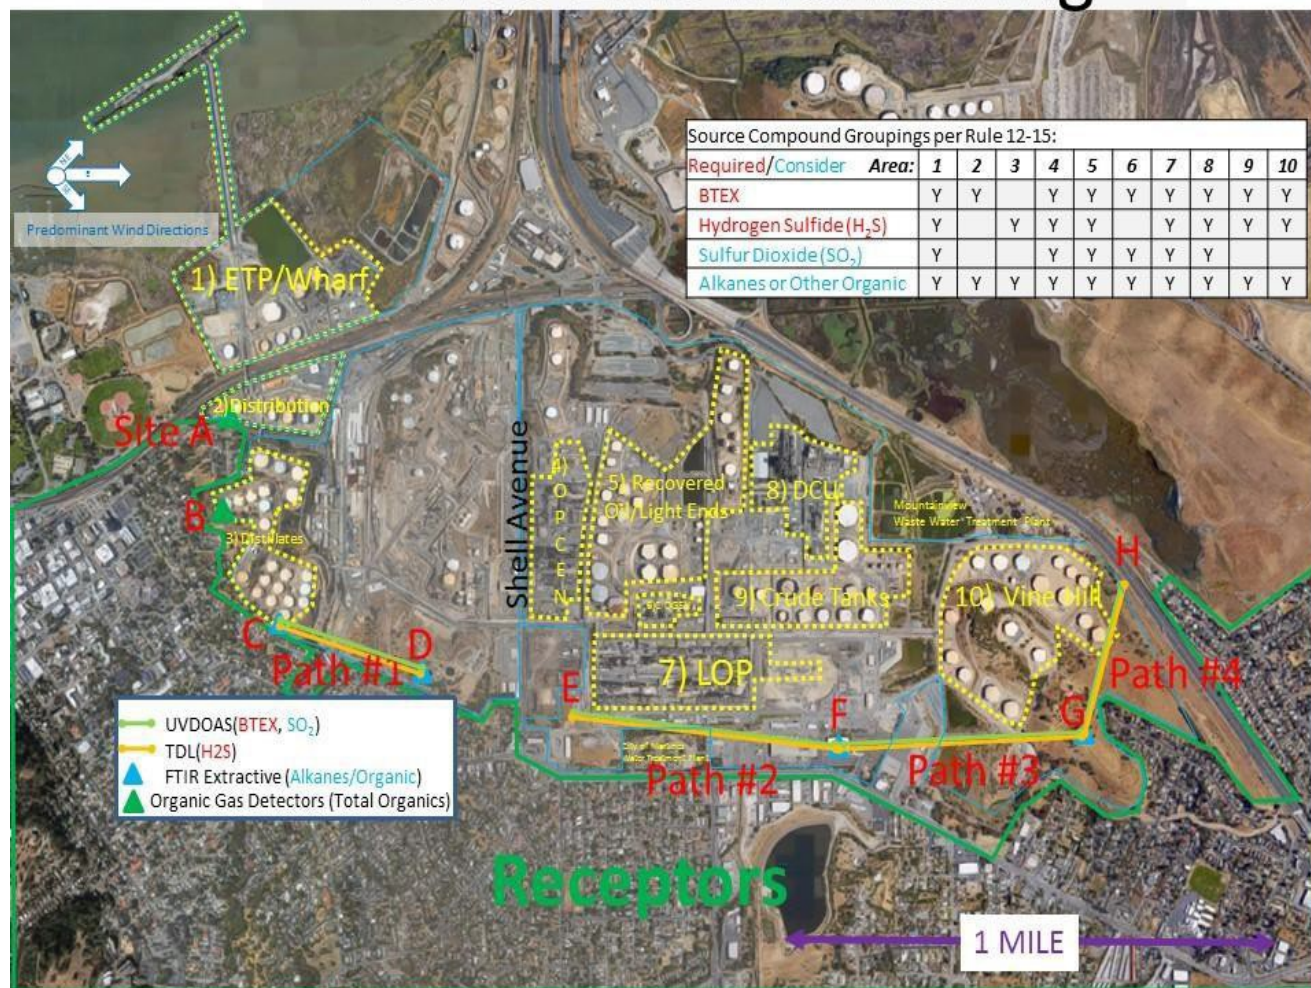 Source Compound Groupings per Rule 12-15:
Required/Consider Area: 1 2 3 4 5 6 7 8 9 10
BTEX Y Y Y Y Y Y Y Y Y
Hydrogen Sulfide (H₂S) Y Y Y Y Y Y Y Y
Sulfur Dioxide (SO₂) Y Y Y Y Y Y
Alkanes or Other Organic Y Y Y Y Y Y Y Y Y Y
NE
Predominant Wind Directions
1) ETP/Wharf
2) Distribution
Site A
B
3) Distillates
Shell Avenue
4)
O
P
C
E
N
5) Recovered
Oil/Light Ends
8) DCU
Mountainview
Waste Water Treatment Plant
9) Crude Tanks
10) Vine Hill
H
C
D
Path #1
7) LOP
E
F
G
Path #4
Path #2
Path #3
UVDOAS(BTEX, SO₂)
TDL(H2S)
FTIR Extractive (Alkanes/Organic)
Organic Gas Detectors (Total Organics)
Receptors
1 MILE